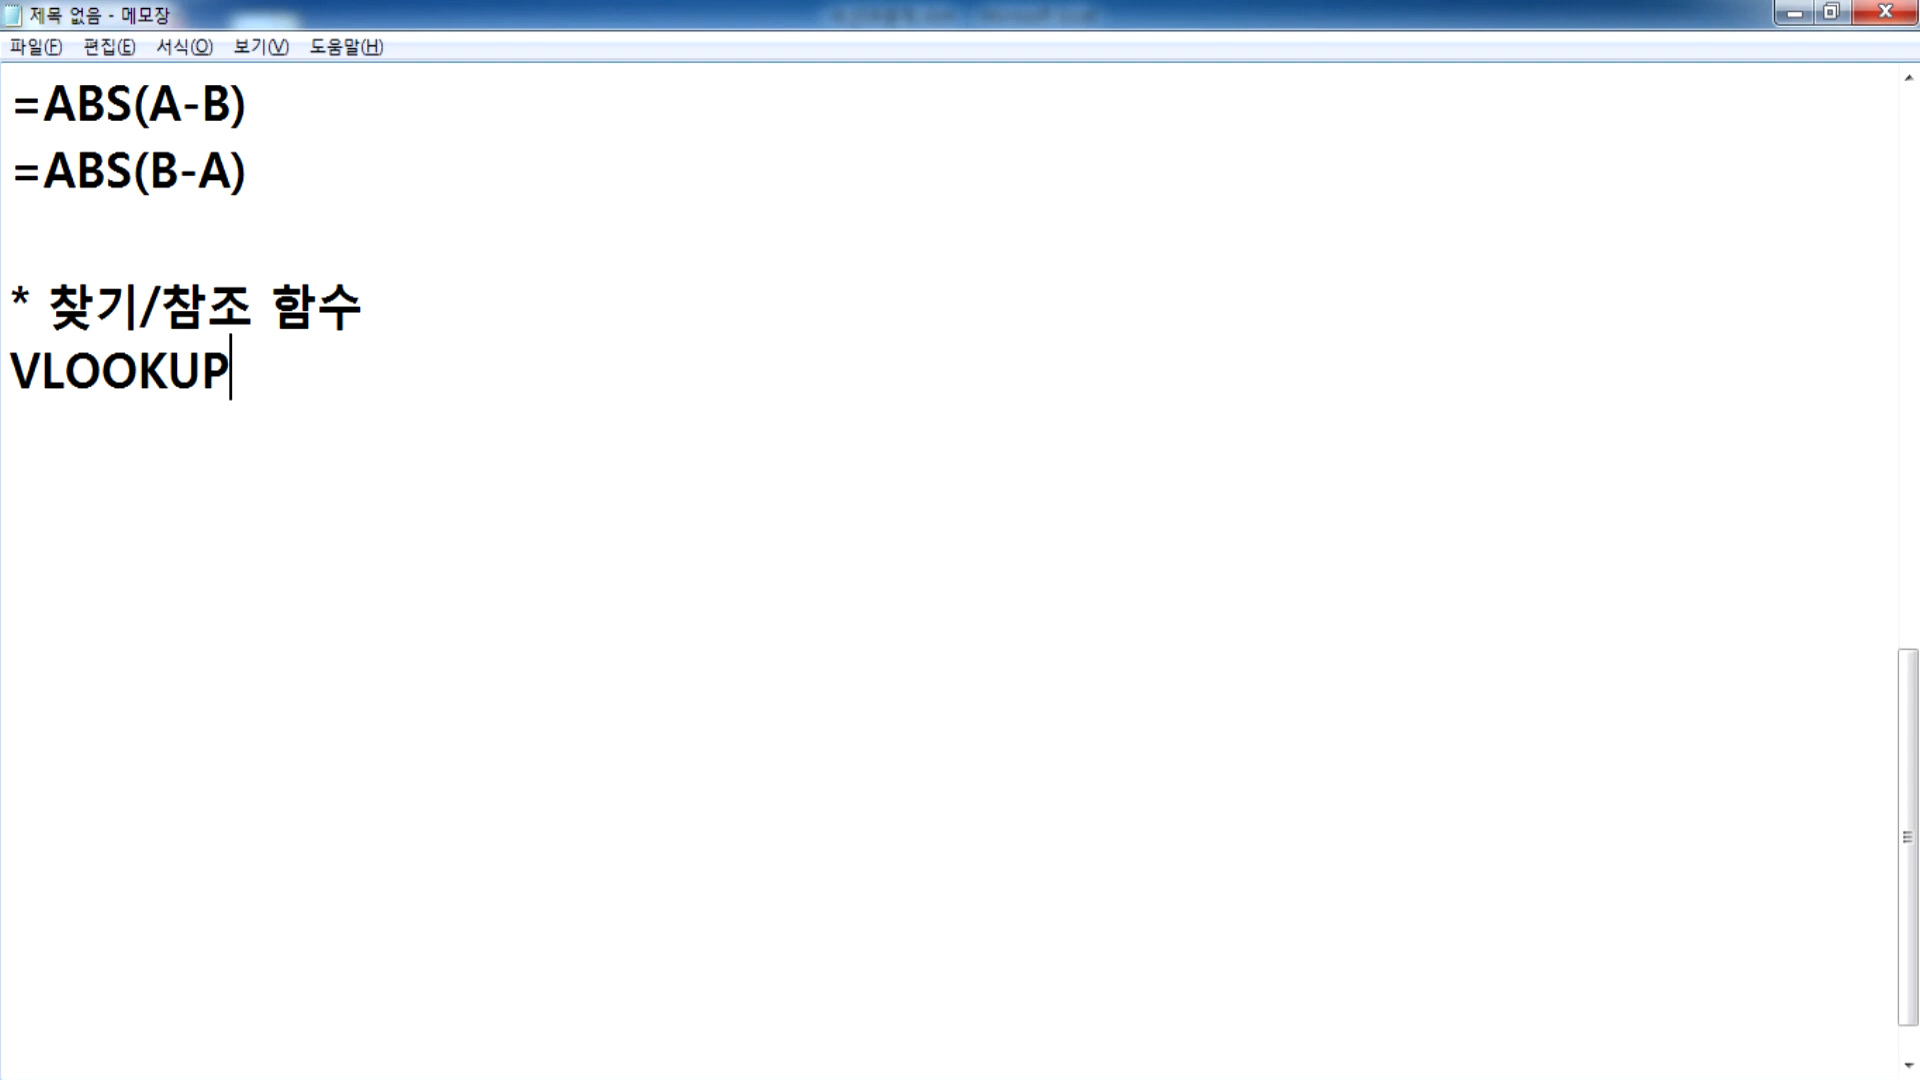 제목 없음 - 메모장
파일(F) 편집(E) 서식(O) 보기(V) 도움말(H)
=ABS(A-B)
=ABS(B-A)
* 찾기/참조 함수
VLOOKUP